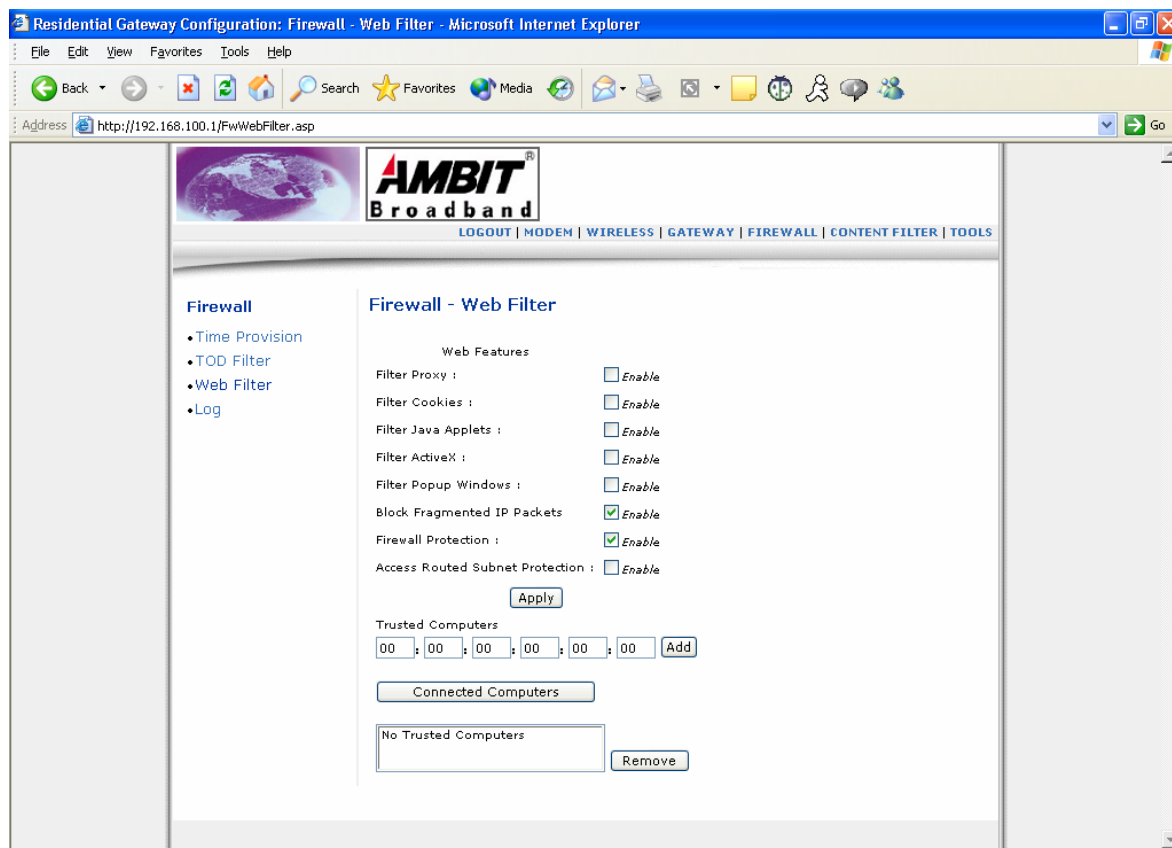 Residential Gateway Configuration: Firewall - Web Filter - Microsoft Internet Explorer
File Edit View Favorites Tools Help
Back Search Favorites Media
Address http://192.168.100.1/FwWebFilter.asp Go
AMBIT®
Broadband
LOGOUT | MODEM | WIRELESS | GATEWAY | FIREWALL | CONTENT FILTER | TOOLS
Firewall
•Time Provision
•TOD Filter
•Web Filter
•Log
Firewall - Web Filter
Web Features
Filter Proxy : Enable
Filter Cookies : Enable
Filter Java Applets : Enable
Filter ActiveX : Enable
Filter Popup Windows : Enable
Block Fragmented IP Packets Enable
Firewall Protection : Enable
Access Routed Subnet Protection : Enable
Apply
Trusted Computers
00 : 00 : 00 : 00 : 00 : 00 Add
Connected Computers
No Trusted Computers
Remove